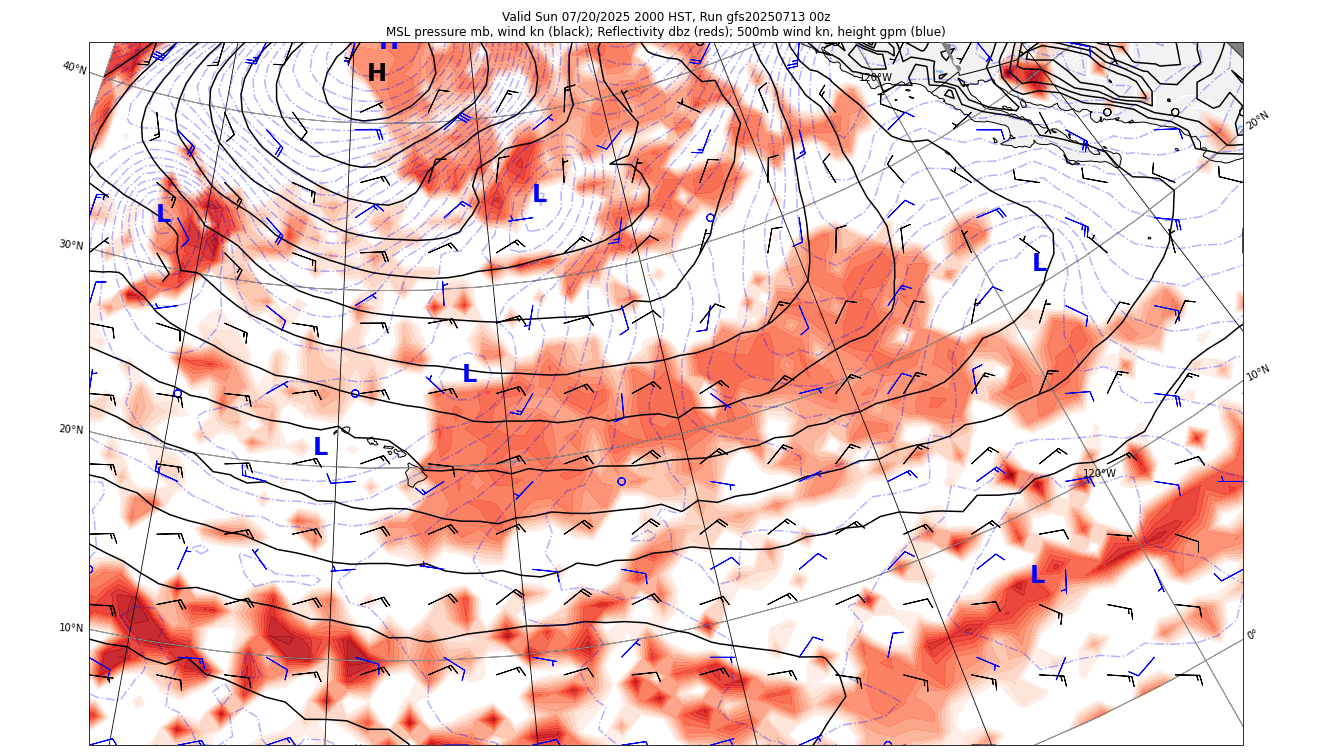 Valid Sun 07/20/2025 2000 HST, Run gfs20250713 00z
MSL pressure mb, wind kn (black); Reflectivity dbz (reds); 500mb wind kn, height gpm (blue)
H
40°N
H
120°W
20°N
L
L
30°N
L
L
10°N
20°N
L
120°W
L
10°N
0°